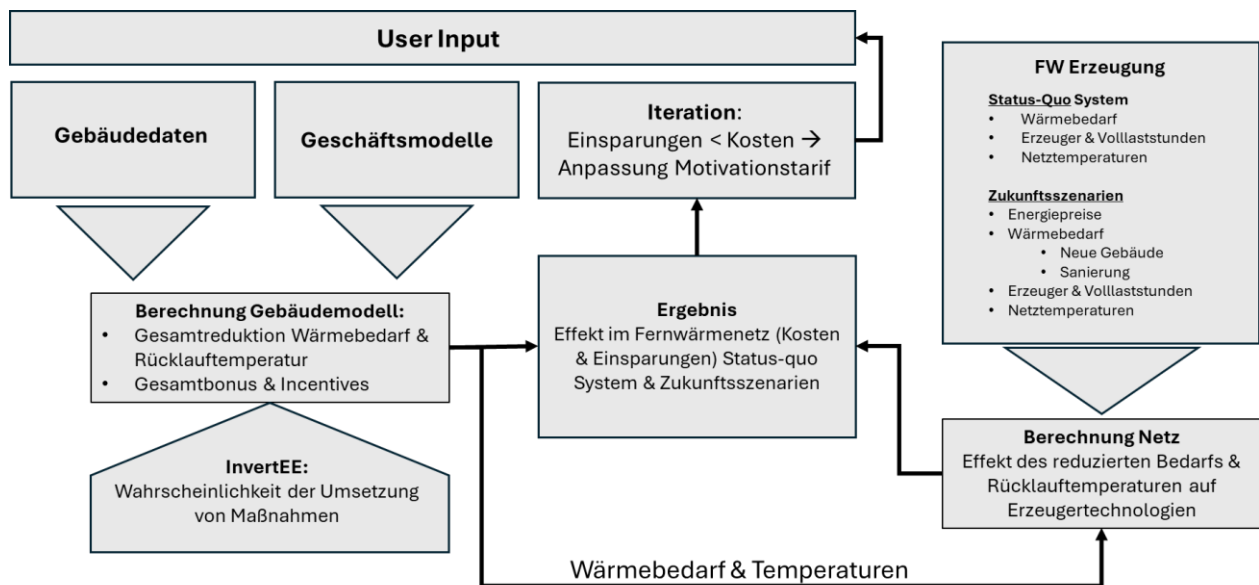 User Input
Gebäudedaten
Geschäftsmodelle
Iteration:
Einsparungen < Kosten →
Anpassung Motivationstarif
FW Erzeugung
Status-Quo System
• Wärmebedarf
• Erzeuger & Volllaststunden
• Netztemperaturen
Zukunftsszenarien
• Energiepreise
• Wärmebedarf
• Neue Gebäude
• Sanierung
• Erzeuger & Volllaststunden
• Netztemperaturen
Berechnung Gebäudemodell:
• Gesamtreduktion Wärmebedarf &
Rücklauftemperatur
• Gesamtbonus & Incentives
Ergebnis
Effekt im Fernwärmenetz (Kosten
& Einsparungen) Status-quo
System & Zukunftsszenarien
InvertEE:
Wahrscheinlichkeit der Umsetzung
von Maßnahmen
Berechnung Netz
Effekt des reduzierten Bedarfs &
Rücklauftemperaturen auf
Erzeugertechnologien
Wärmebedarf & Temperaturen